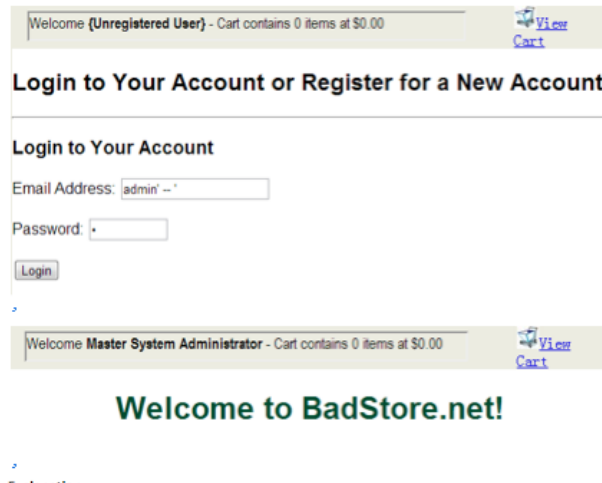 Welcome {Unregistered User} - Cart contains 0 items at $0.00
View Cart
Login to Your Account or Register for a New Account
Login to Your Account
Email Address: admin' -- '
Password: •
Login
,
Welcome Master System Administrator - Cart contains 0 items at $0.00
View Cart
Welcome to BadStore.net!
,